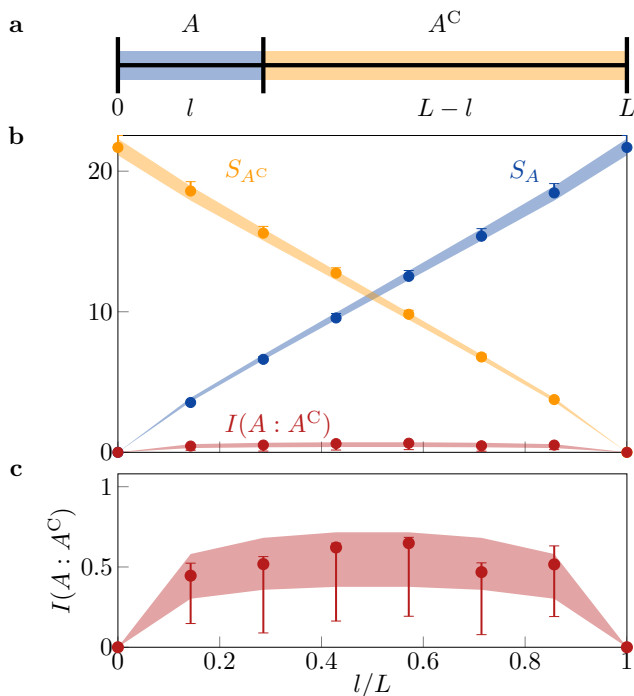 a
A A^C
0 l L − l L
b
20
S_{A^C} S_A
10
I(A : A^C)
0
c
1
0.5
I(A : A^C)
0
0 0.2 0.4 0.6 0.8 1
l/L